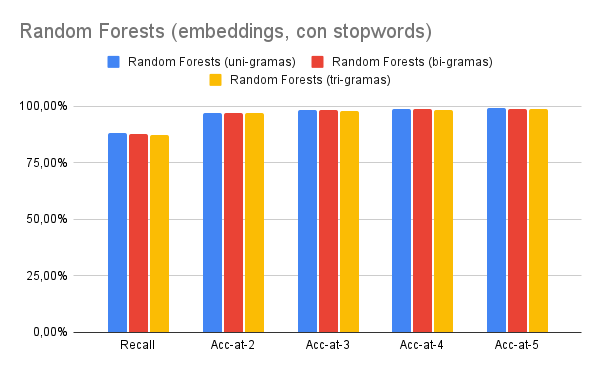 Random Forests (embeddings, con stopwords)
Random Forests (uni-gramas) Random Forests (bi-gramas)
Random Forests (tri-gramas)
100,00%
75,00%
50,00%
25,00%
0,00%
Recall Acc-at-2 Acc-at-3 Acc-at-4 Acc-at-5